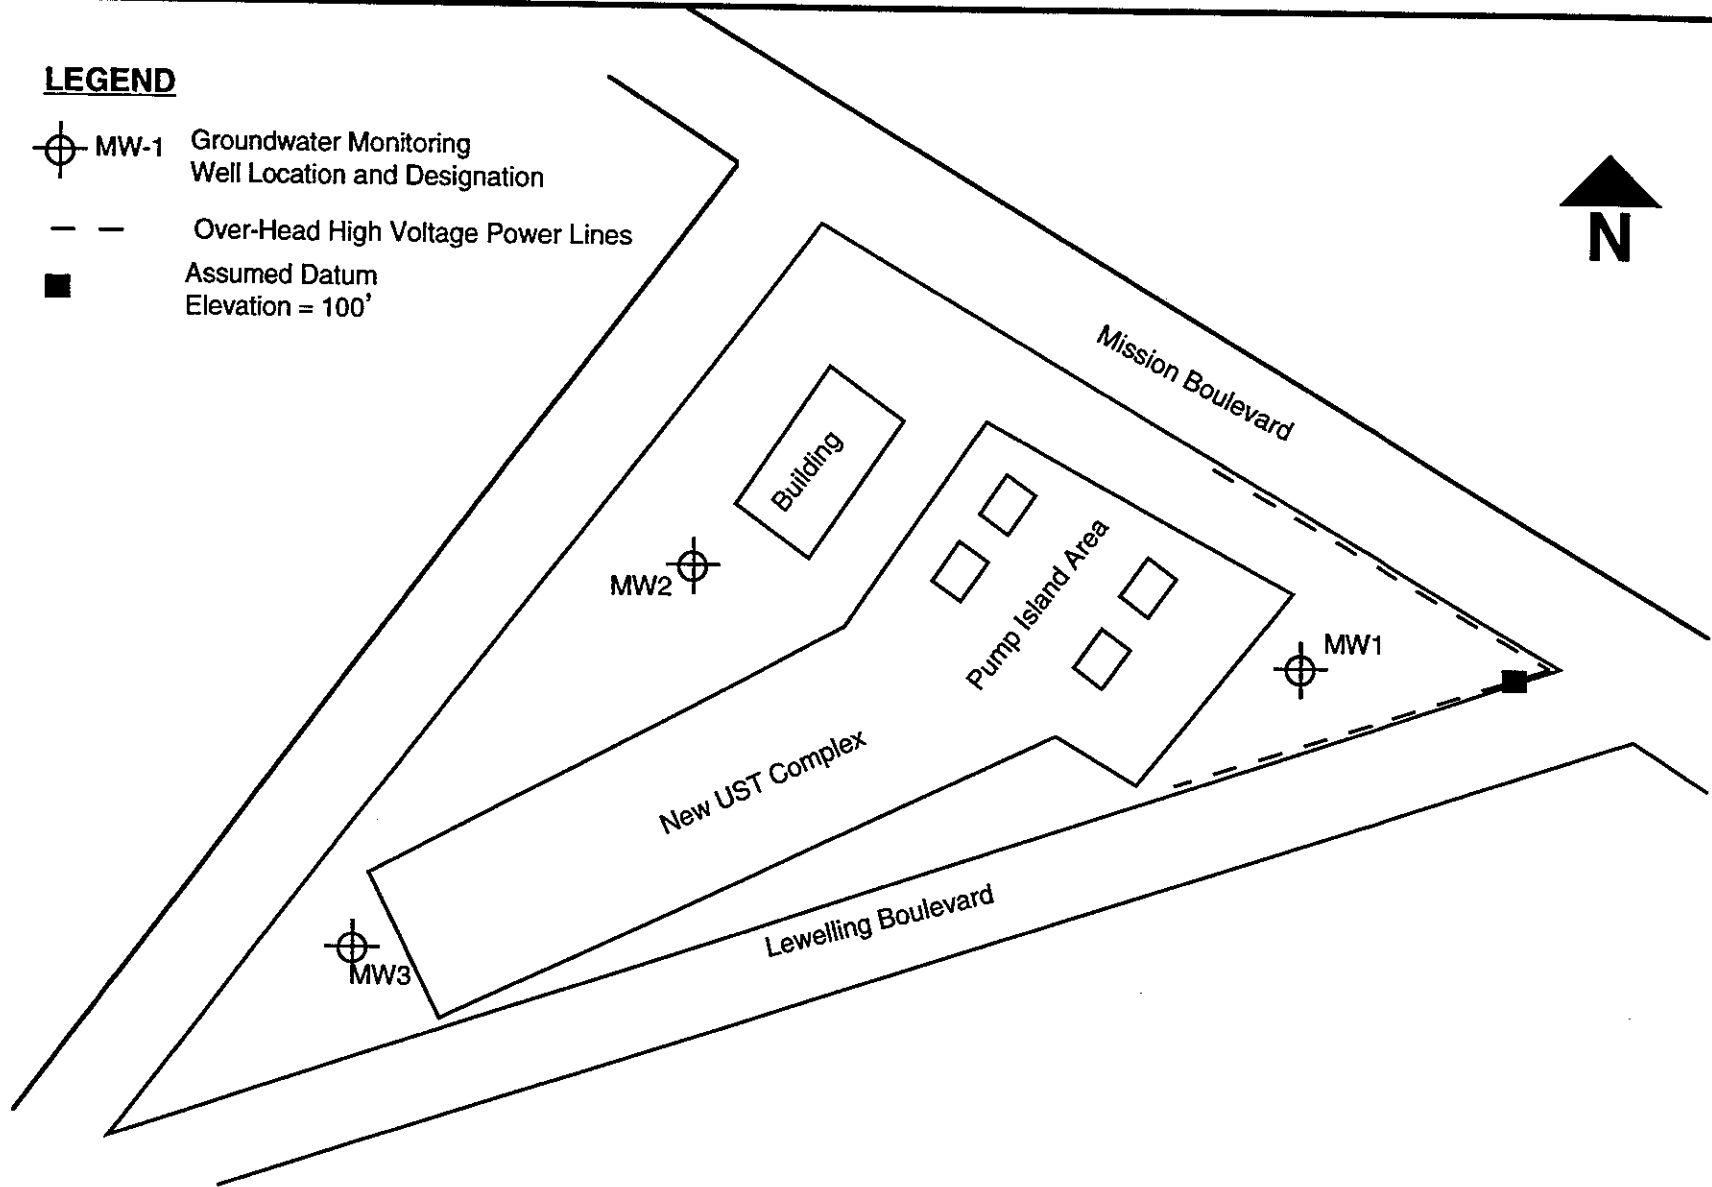 LEGEND
MW-1 Groundwater Monitoring
Well Location and Designation
Over-Head High Voltage Power Lines
Assumed Datum
Elevation = 100'
N
Mission Boulevard
Building
Pump Island Area
MW2
MW1
New UST Complex
Lewelling Boulevard
MW3